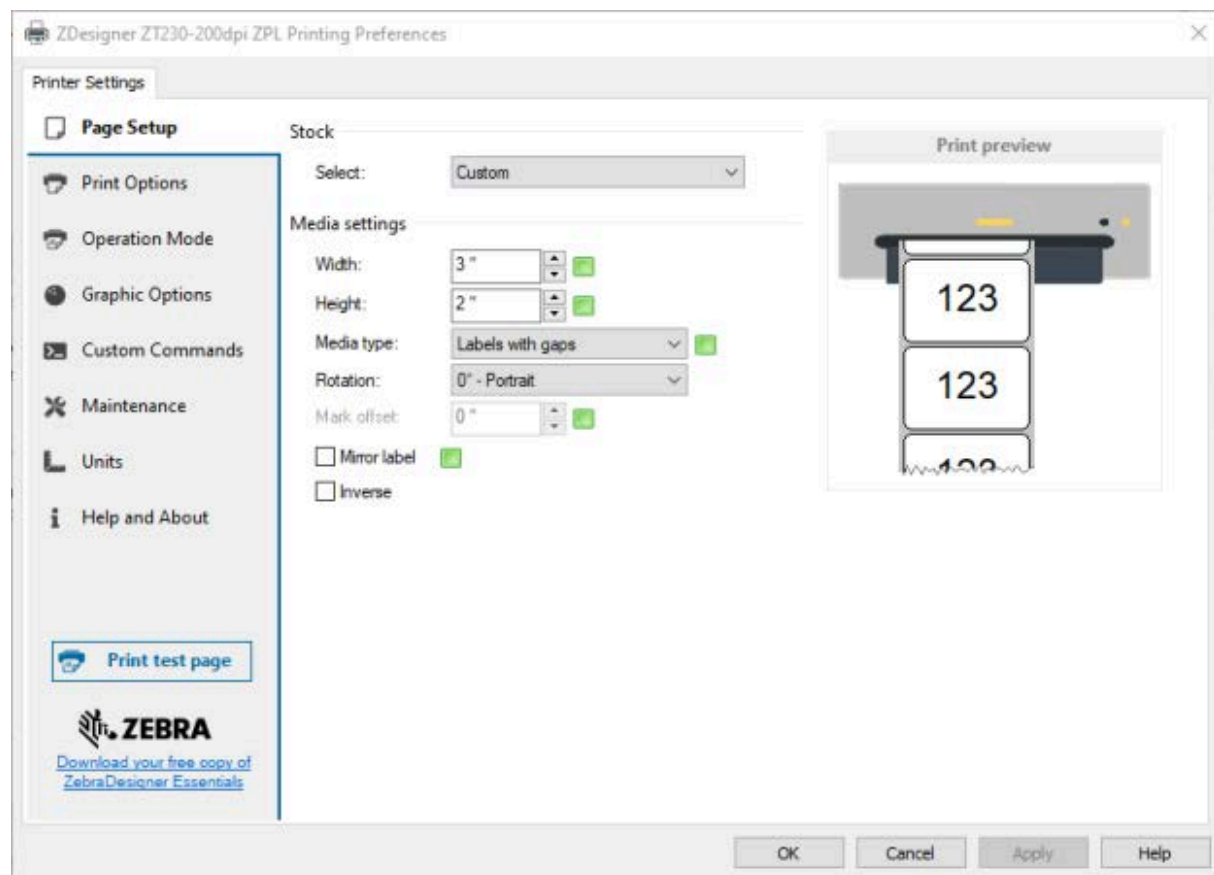 ZDesigner ZT230-200dpi ZPL Printing Preferences
Printer Settings
Page Setup
Print Options
Operation Mode
Graphic Options
Custom Commands
Maintenance
Units
Help and About
Print test page
ZEBRA
Download your free copy of
ZebraDesigner Essentials
Stock
Select: Custom
Media settings
Width: 3 "
Height: 2 "
Media type: Labels with gaps
Rotation: 0° - Portrait
Mark offset: 0 "
Mirror label
Inverse
Print preview
123
123
123
OK Cancel Apply Help